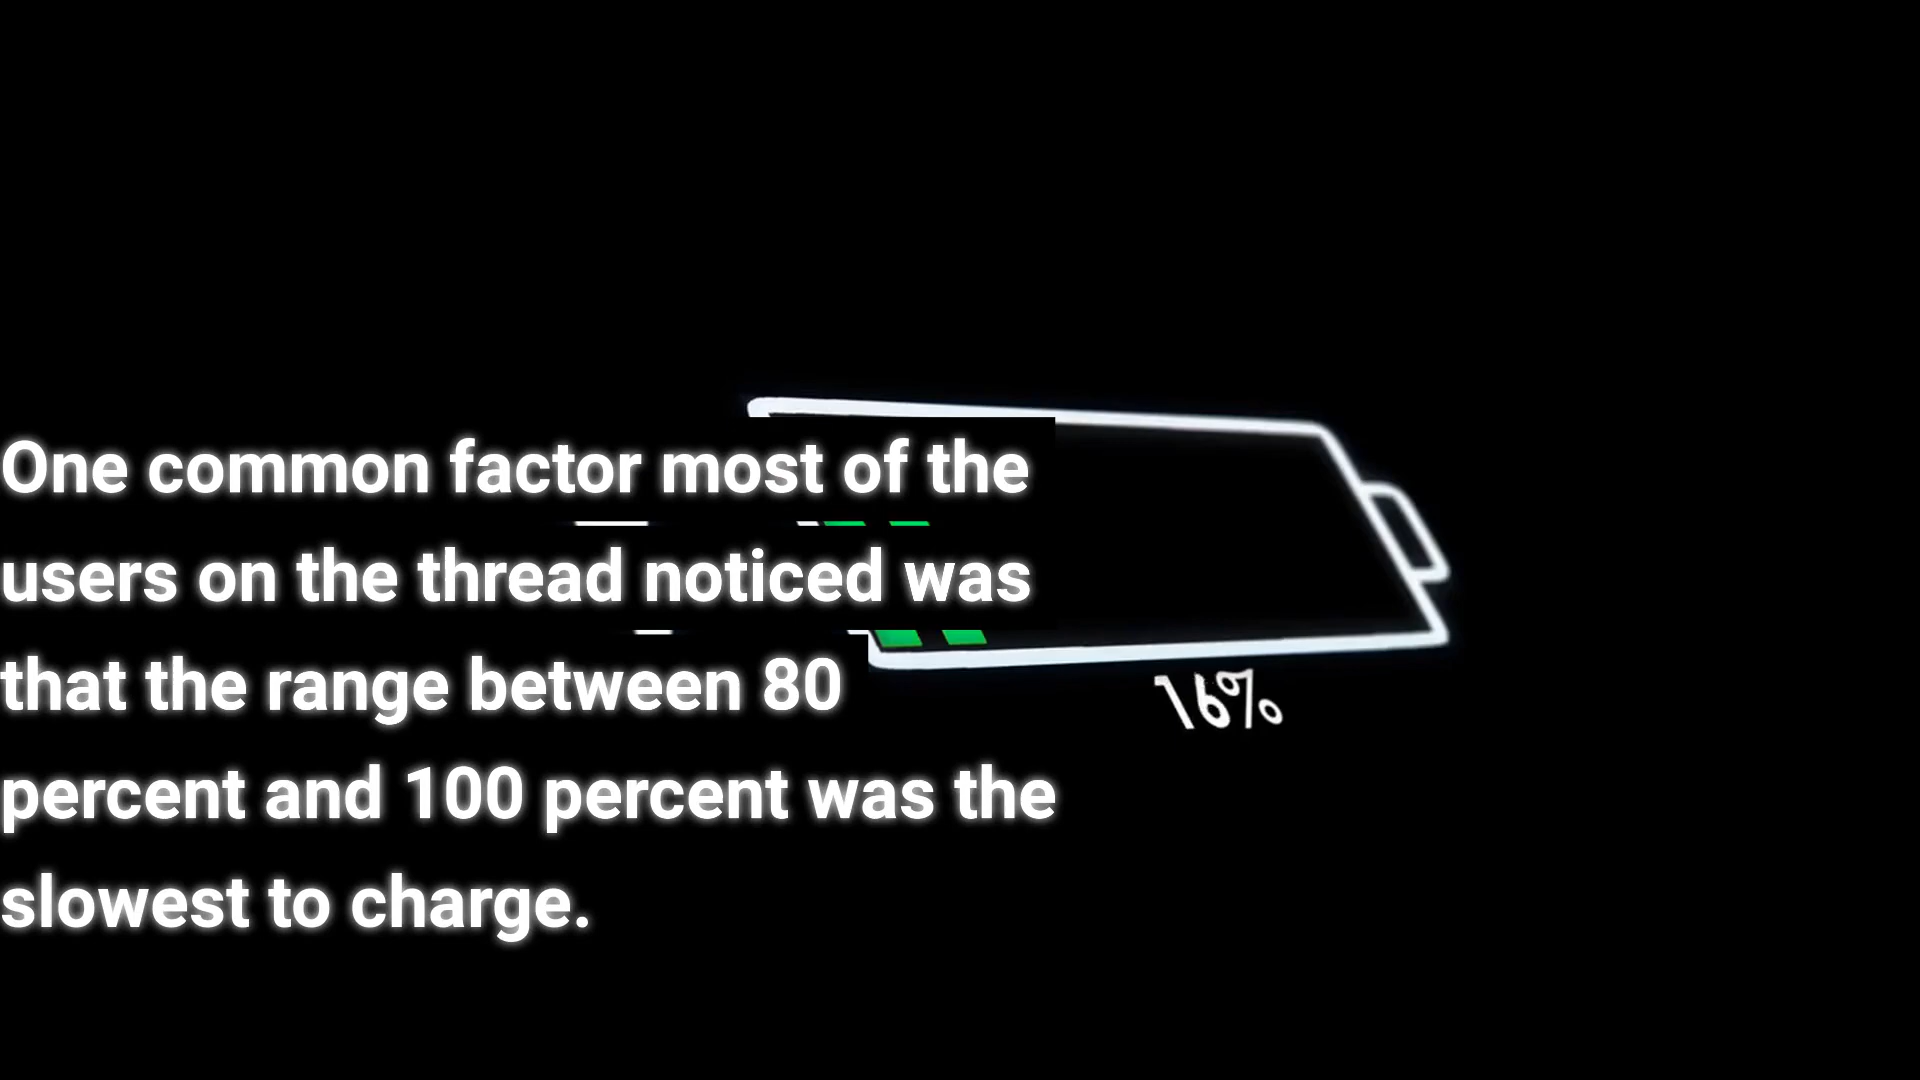 One common factor most of the
users on the thread noticed was
that the range between 80
percent and 100 percent was the
slowest to charge.
16%